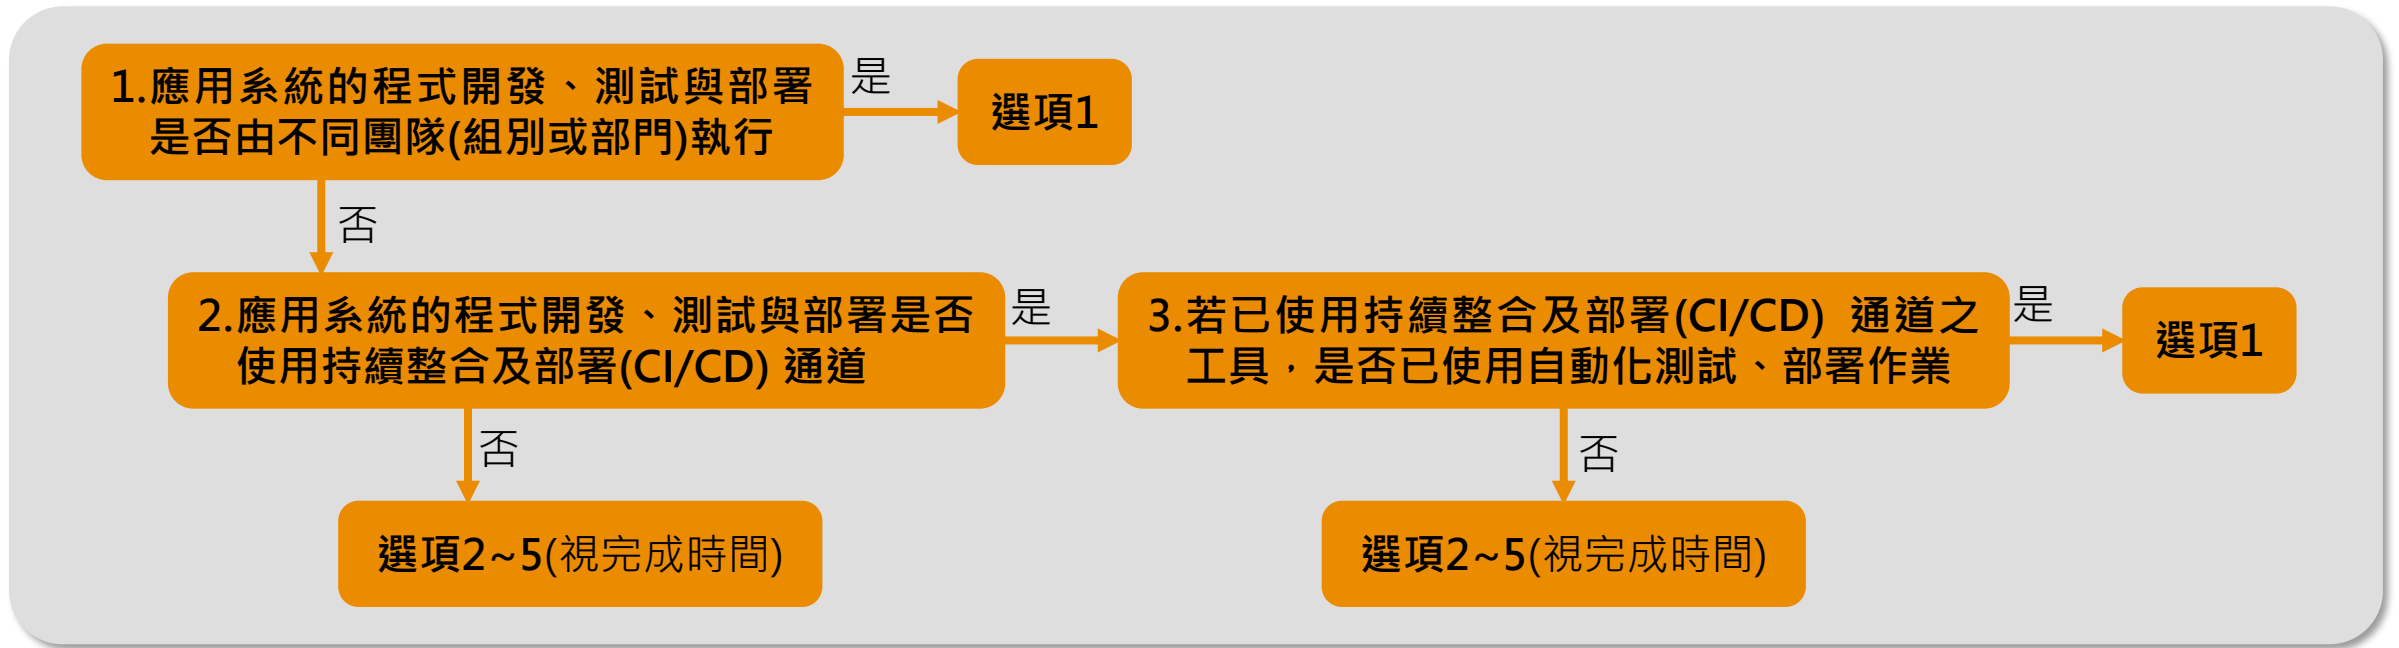 1.應用系統的程式開發、測試與部署
是否由不同團隊(組別或部門)執行
是
選項1
否
2.應用系統的程式開發、測試與部署是否
使用持續整合及部署(CI/CD) 通道
是
3.若已使用持續整合及部署(CI/CD) 通道之
工具，是否已使用自動化測試、部署作業
是
選項1
否
選項2~5(視完成時間)
否
選項2~5(視完成時間)